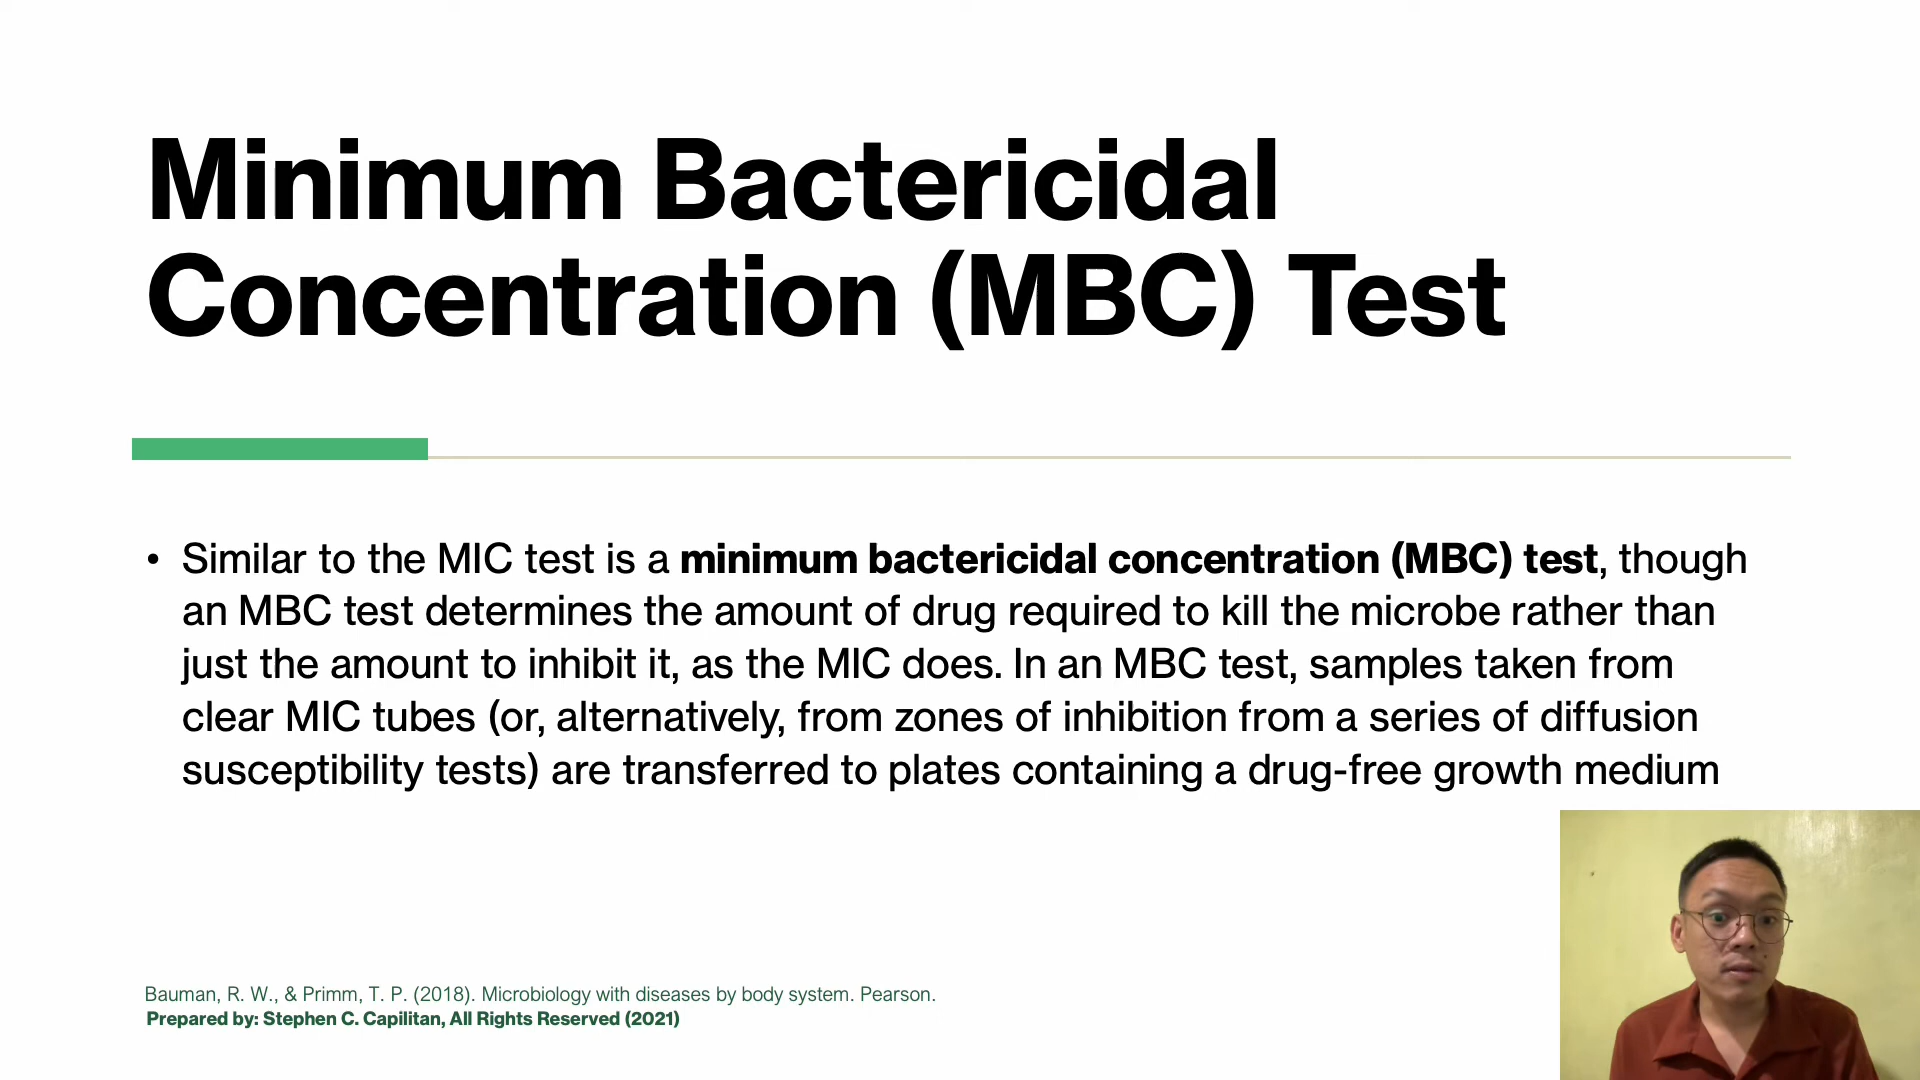 Minimum Bactericidal
Concentration (MBC) Test
• Similar to the MIC test is a minimum bactericidal concentration (MBC) test, though
an MBC test determines the amount of drug required to kill the microbe rather than
just the amount to inhibit it, as the MIC does. In an MBC test, samples taken from
clear MIC tubes (or, alternatively, from zones of inhibition from a series of diffusion
susceptibility tests) are transferred to plates containing a drug-free growth medium
Bauman, R. W., & Primm, T. P. (2018). Microbiology with diseases by body system. Pearson.
Prepared by: Stephen C. Capilitan, All Rights Reserved (2021)